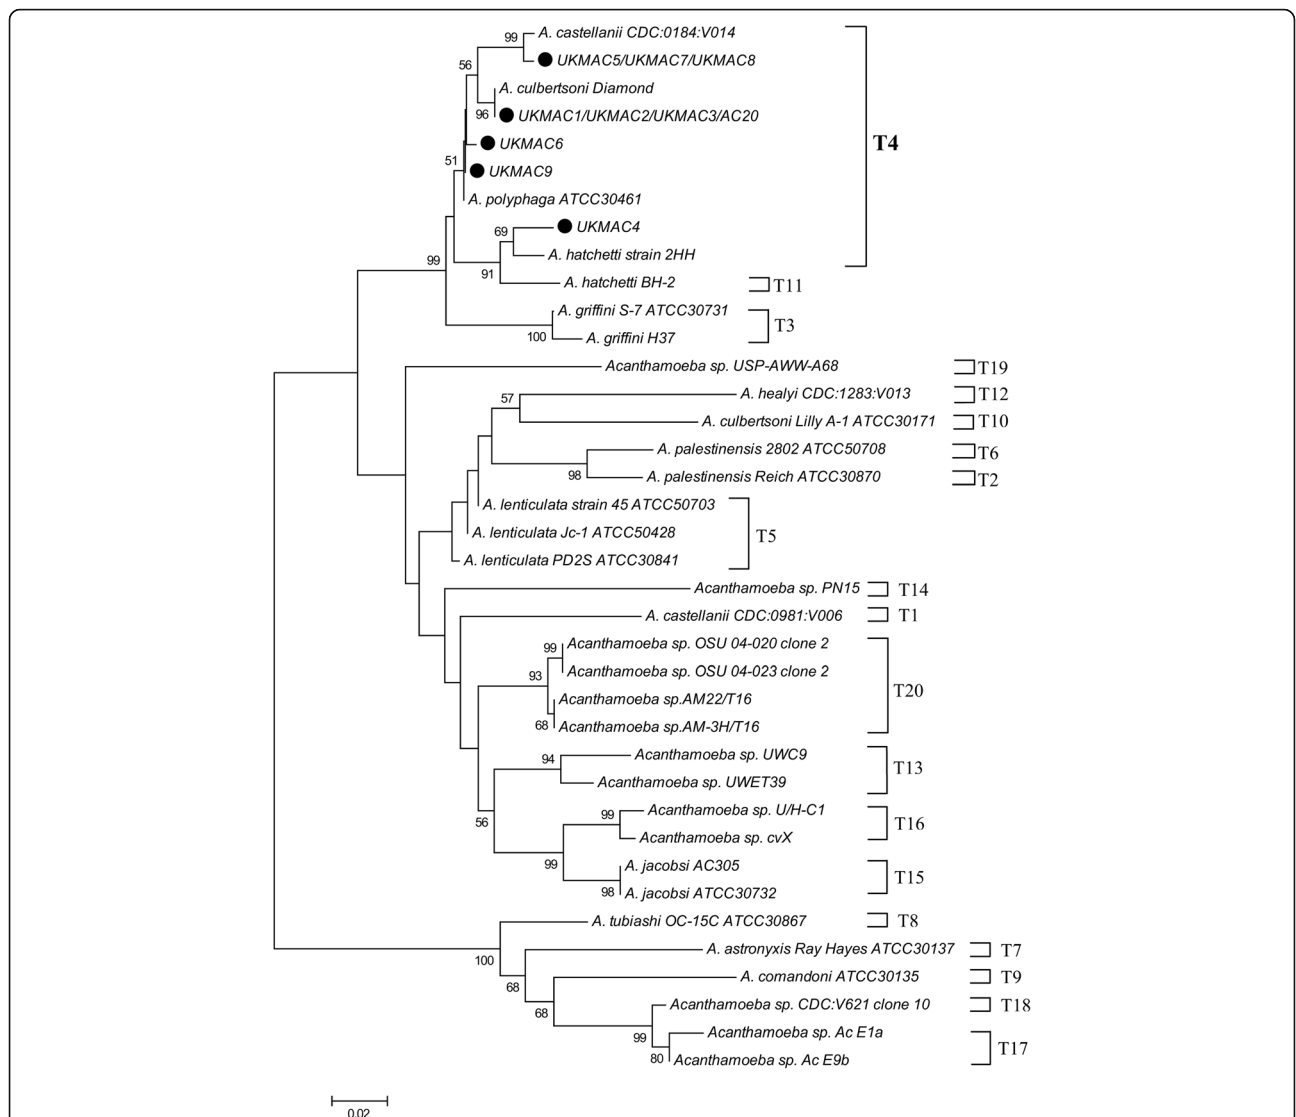 99
A. castellanii CDC:0184:V014
UKMAC5/UKMAC7/UKMAC8
56
A. culbertsoni Diamond
96
UKMAC1/UKMAC2/UKMAC3/AC20
UKMAC6
T4
51
UKMAC9
A. polyphaga ATCC30461
UKMAC4
69
A. hatchetti strain 2HH
99
91
A. hatchetti BH-2
T11
A. griffini S-7 ATCC30731
T3
100
A. griffini H37
Acanthamoeba sp. USP-AWW-A68
T19
57
A. healyi CDC:1283:V013
T12
A. culbertsoni Lilly A-1 ATCC30171
T10
A. palestinensis 2802 ATCC50708
T6
98
A. palestinensis Reich ATCC30870
T2
A. lenticulata strain 45 ATCC50703
A. lenticulata Jc-1 ATCC50428
T5
A. lenticulata PD2S ATCC30841
Acanthamoeba sp. PN15
T14
A. castellanii CDC:0981:V006
T1
99
Acanthamoeba sp. OSU 04-020 clone 2
Acanthamoeba sp. OSU 04-023 clone 2
93
T20
Acanthamoeba sp.AM22/T16
68
Acanthamoeba sp.AM-3H/T16
94
Acanthamoeba sp. UWC9
T13
Acanthamoeba sp. UWET39
56
99
Acanthamoeba sp. U/H-C1
T16
Acanthamoeba sp. cvX
99
A. jacobsi AC305
T15
98
A. jacobsi ATCC30732
A. tubiashi OC-15C ATCC30867
T8
100
A. astronyxis Ray Hayes ATCC30137
T7
68
A. comandoni ATCC30135
T9
68
Acanthamoeba sp. CDC:V621 clone 10
T18
99
Acanthamoeba sp. Ac E1a
T17
80
Acanthamoeba sp. Ac E9b
0.02